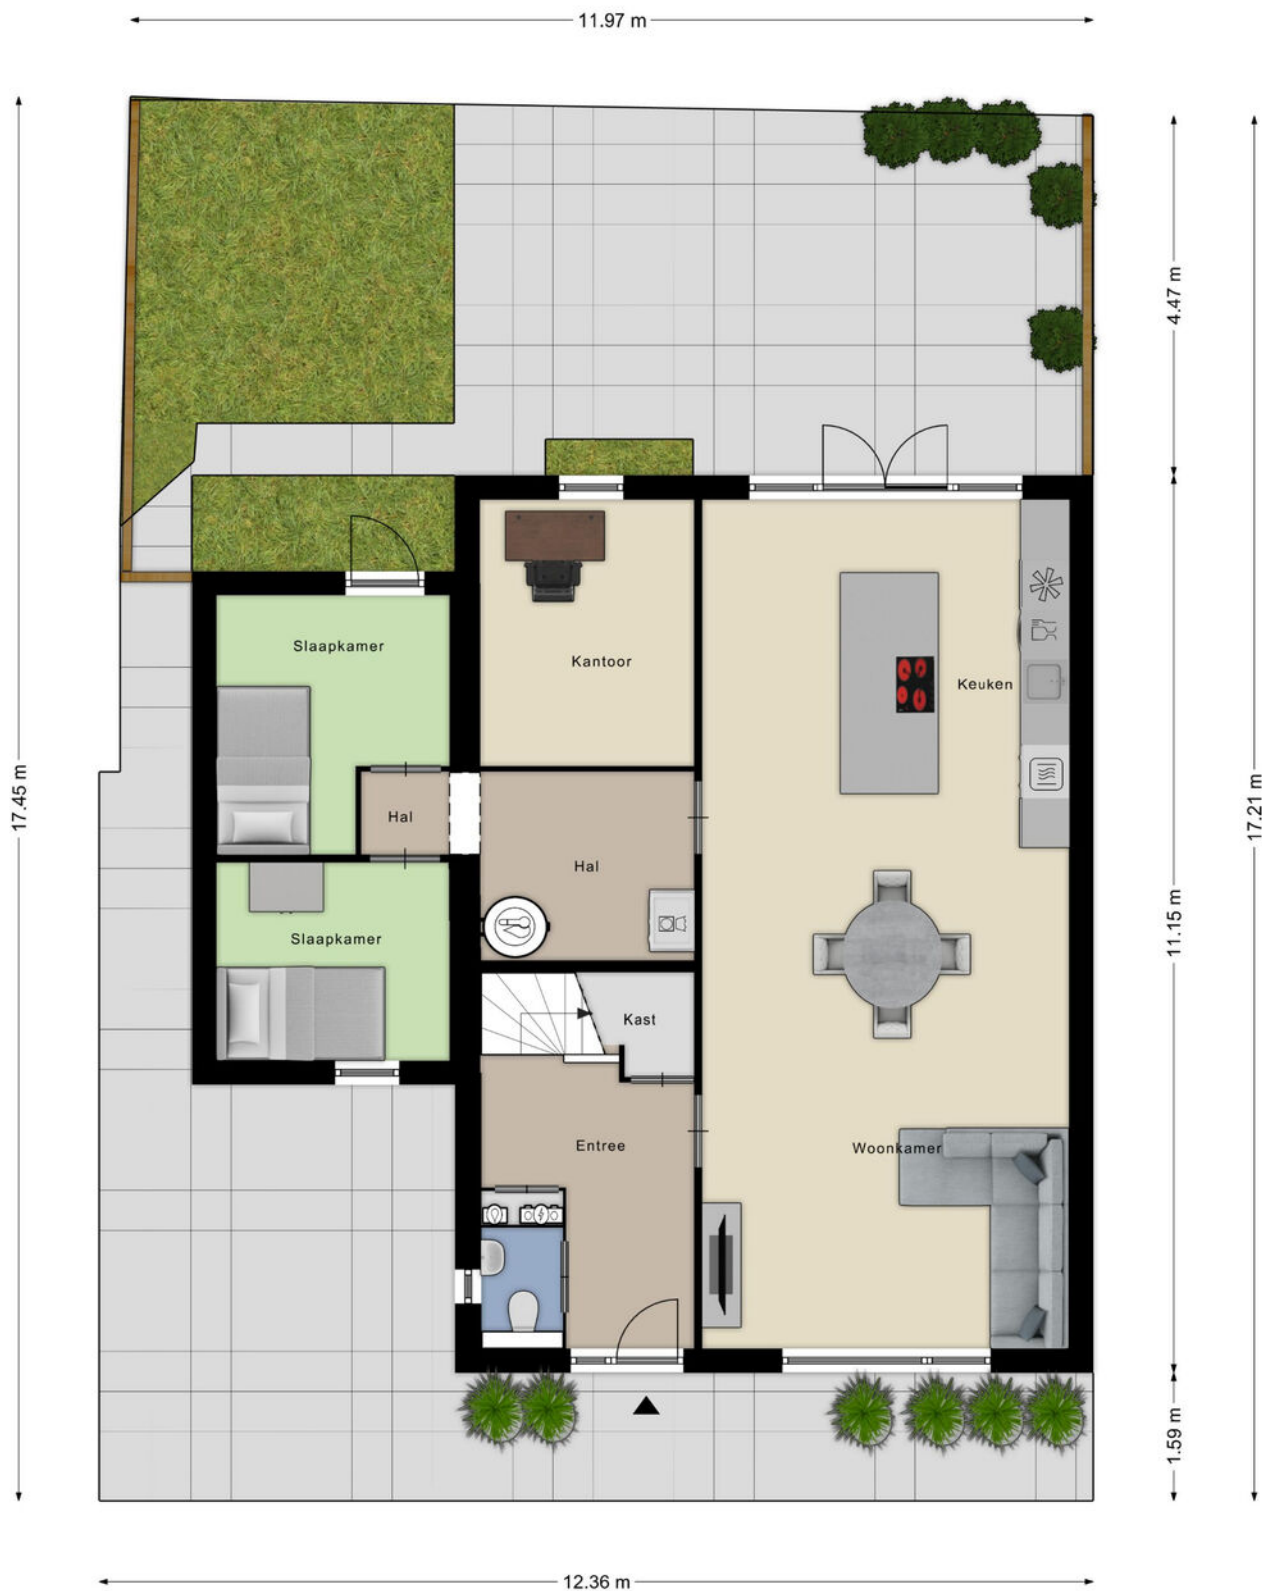 11.97 m
4.47 m
Slaapkamer
Kantoor
Keuken
17.45 m
17.21 m
Hal
Hal
11.15 m
Slaapkamer
Kast
Entree
Woonkamer
1.59 m
12.36 m